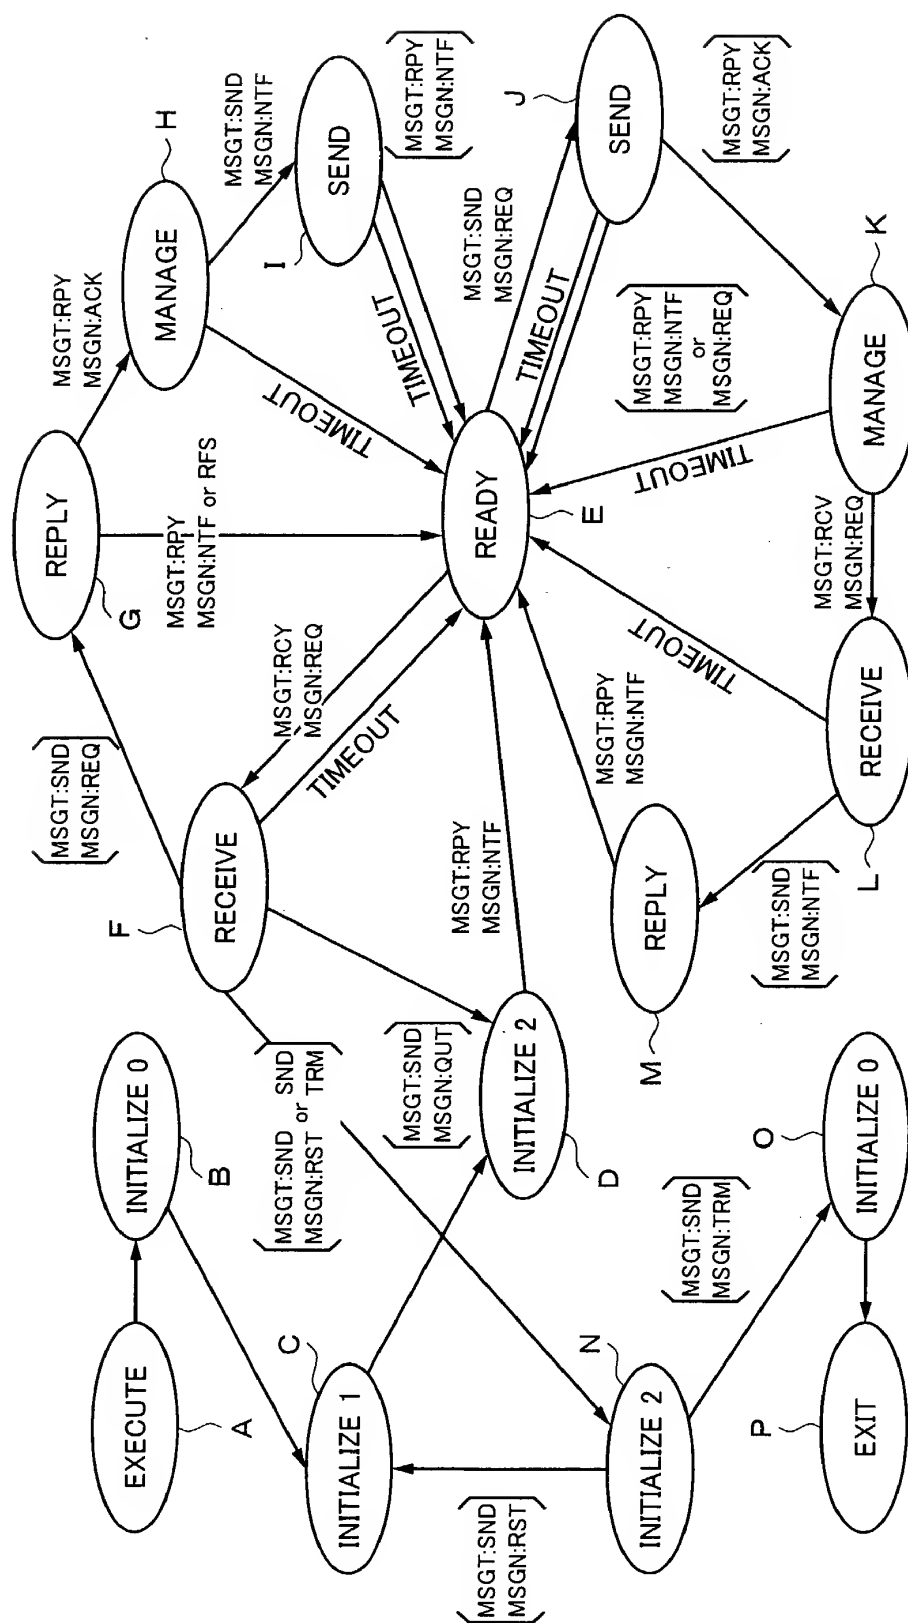 EXECUTE
A
INITIALIZE 0
B
INITIALIZE 1
C
INITIALIZE 2
D
READY
E
RECEIVE
F
REPLY
G
MANAGE
H
SEND
I
SEND
J
MANAGE
K
RECEIVE
L
REPLY
M
INITIALIZE 2
N
INITIALIZE 0
O
EXIT
P
MSGT:SND
MSGN:REQ
MSGT:RPY
MSGN:ACK
MSGT:SND
MSGN:NTF
MSGT:RPY
MSGN:NTF
MSGT:RPY
MSGN:NTF or RFS
TIMEOUT
TIMEOUT
MSGT:RCY
MSGN:REQ
TIMEOUT
MSGT:SND
MSGN:REQ
TIMEOUT
MSGT:RPY
MSGN:ACK
MSGT:RPY
MSGN:NTF
or
MSGN:REQ
TIMEOUT
MSGT:RCV
MSGN:REQ
TIMEOUT
MSGT:RPY
MSGN:NTF
MSGT:SND
MSGN:NTF
MSGT:RPY
MSGN:NTF
MSGT:SND
MSGN:QUT
MSGT:SND or SND
MSGN:RST TRM
MSGT:SND
MSGN:TRM
MSGT:SND
MSGN:RST